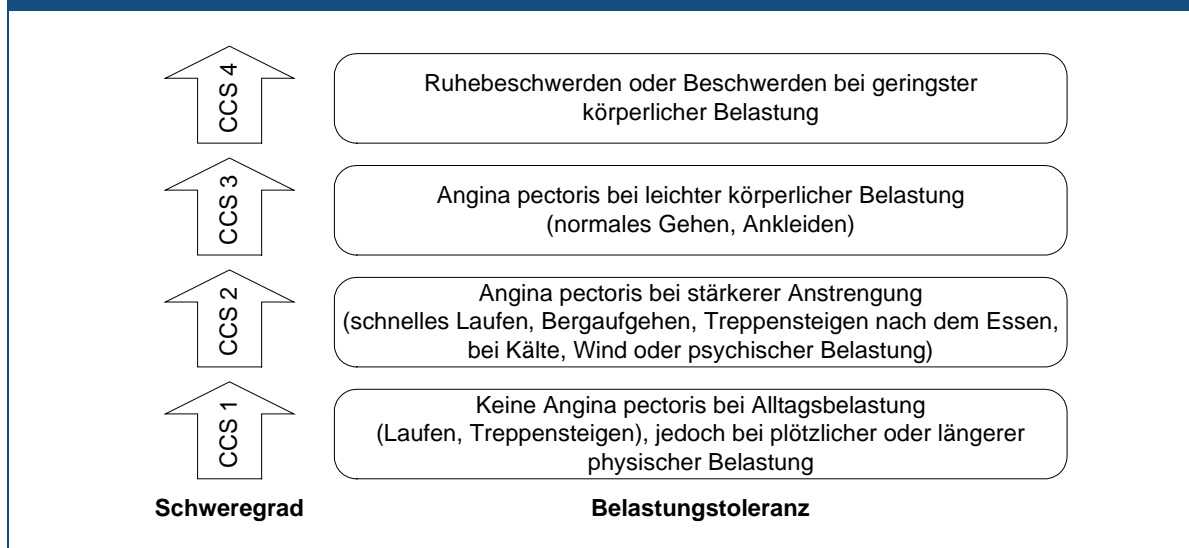 CCS 4
Ruhebeschwerden oder Beschwerden bei geringster
körperlicher Belastung
CCS 3
Angina pectoris bei leichter körperlicher Belastung
(normales Gehen, Ankleiden)
CCS 2
Angina pectoris bei stärkerer Anstrengung
(schnelles Laufen, Bergaufgehen, Treppensteigen nach dem Essen,
bei Kälte, Wind oder psychischer Belastung)
CCS 1
Keine Angina pectoris bei Alltagsbelastung
(Laufen, Treppensteigen), jedoch bei plötzlicher oder längerer
physischer Belastung
Schweregrad
Belastungstoleranz